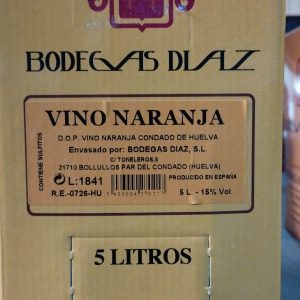 BODEGAS DIAZ
VINO NARANJA
D.O.P. VINO NARANJA CONDADO DE HUELVA
Envasado por: BODEGAS DIAZ, S.L.
C/ TONELEROS,8
21710 BOLLULLOS PAR DEL CONDADO (HUELVA)
CONTIENE SULFITOS
L:1841
R.E.-0726-HU
PRODUCIDO EN ESPAÑA
5 L. - 15% Vol.
5 LITROS